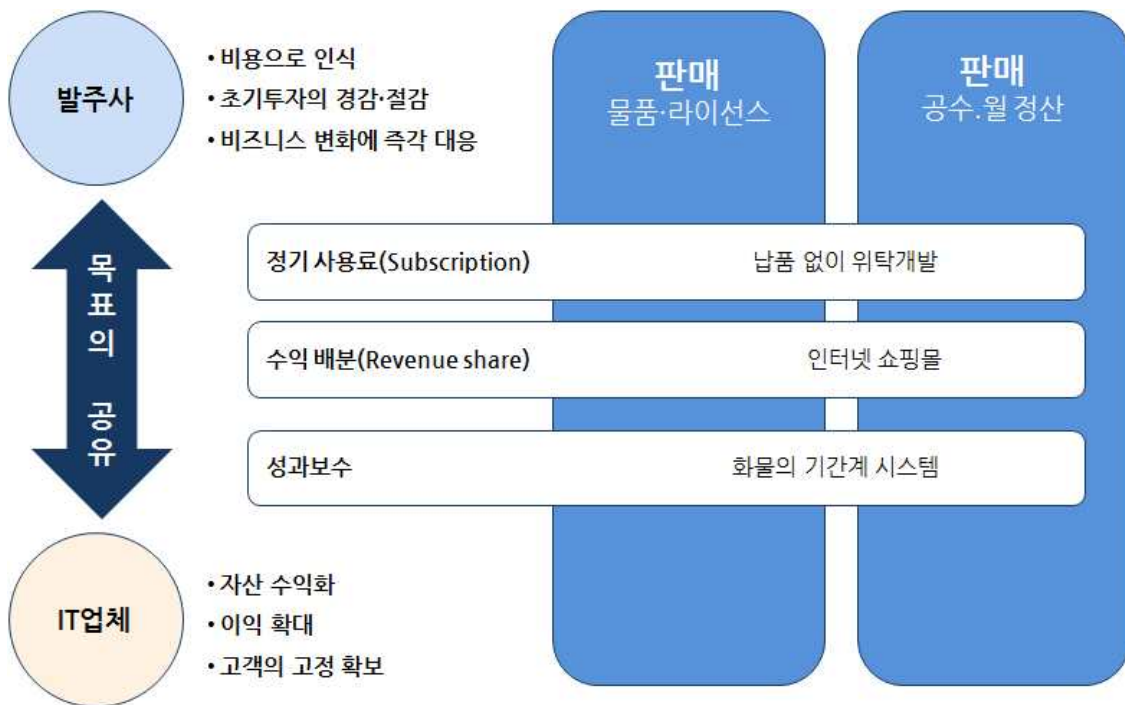 발주사
• 비용으로 인식
• 초기투자의 경감·절감
• 비즈니스 변화에 즉각 대응
판매
물품·라이선스
판매
공수.월 정산
목표의 공유
정기 사용료(Subscription) 납품 없이 위탁개발
수익 배분(Revenue share) 인터넷 쇼핑몰
성과보수 화물의 기간계 시스템
IT업체
• 자산 수익화
• 이익 확대
• 고객의 고정 확보